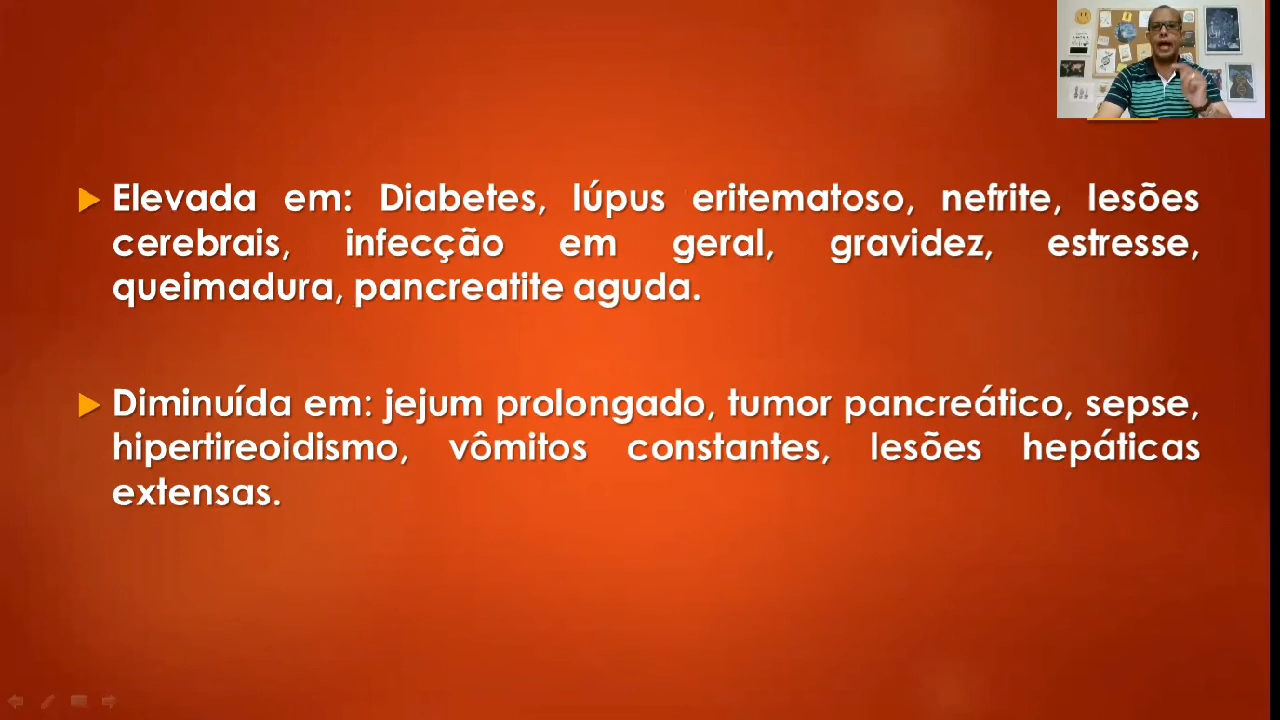 Elevada em: Diabetes, lúpus eritematoso, nefrite, lesões
cerebrais, infecção em geral, gravidez, estresse,
queimadura, pancreatite aguda.
Diminuída em: jejum prolongado, tumor pancreático, sepse,
hipertireoidismo, vômitos constantes, lesões hepáticas
extensas.